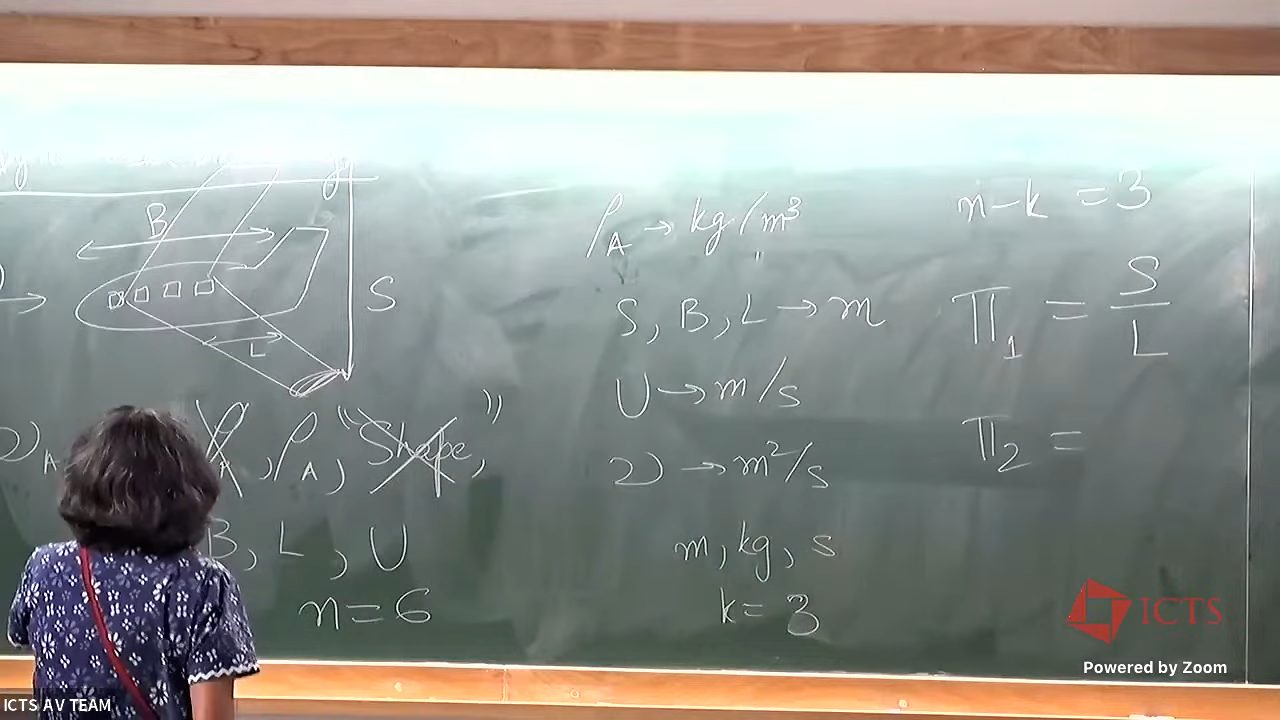 B
S
L
ρ_A, ρ_A, "Shape",
B, L, U
n = 6
ρ_A → kg/m³
S, B, L → m
U → m/s
ν → m²/s
m, kg, s
k = 3
n - k = 3
Π₁ = S/L
Π₂ =
ICTS
Powered by Zoom
ICTS AV TEAM